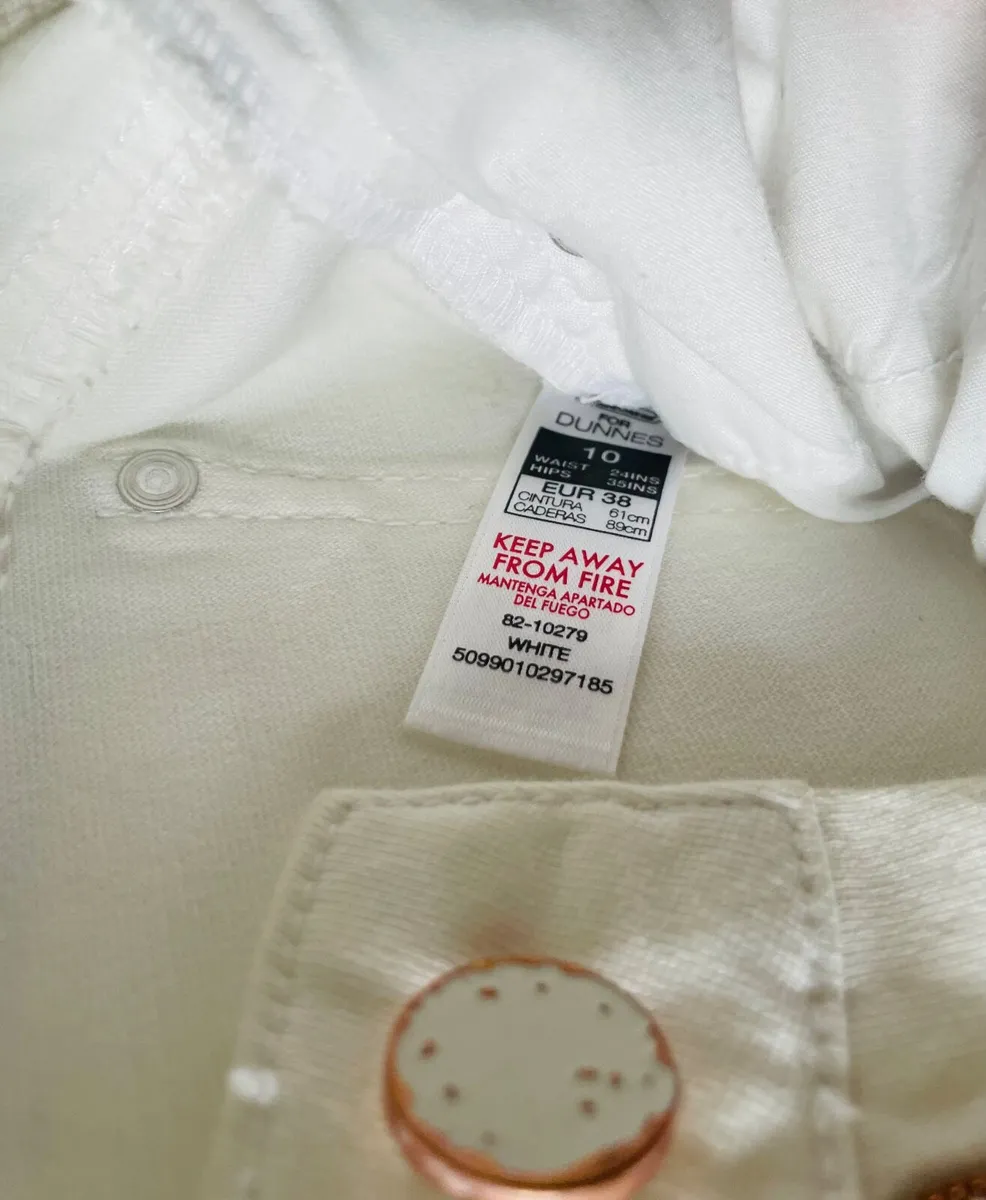 FOR
DUNNES
10
WAIST 24INS
HIPS 35INS
EUR 38
CINTURA 61cm
CADERAS 89cm
KEEP AWAY
FROM FIRE
MANTENGA APARTADO
DEL FUEGO
82-10279
WHITE
5099010297185